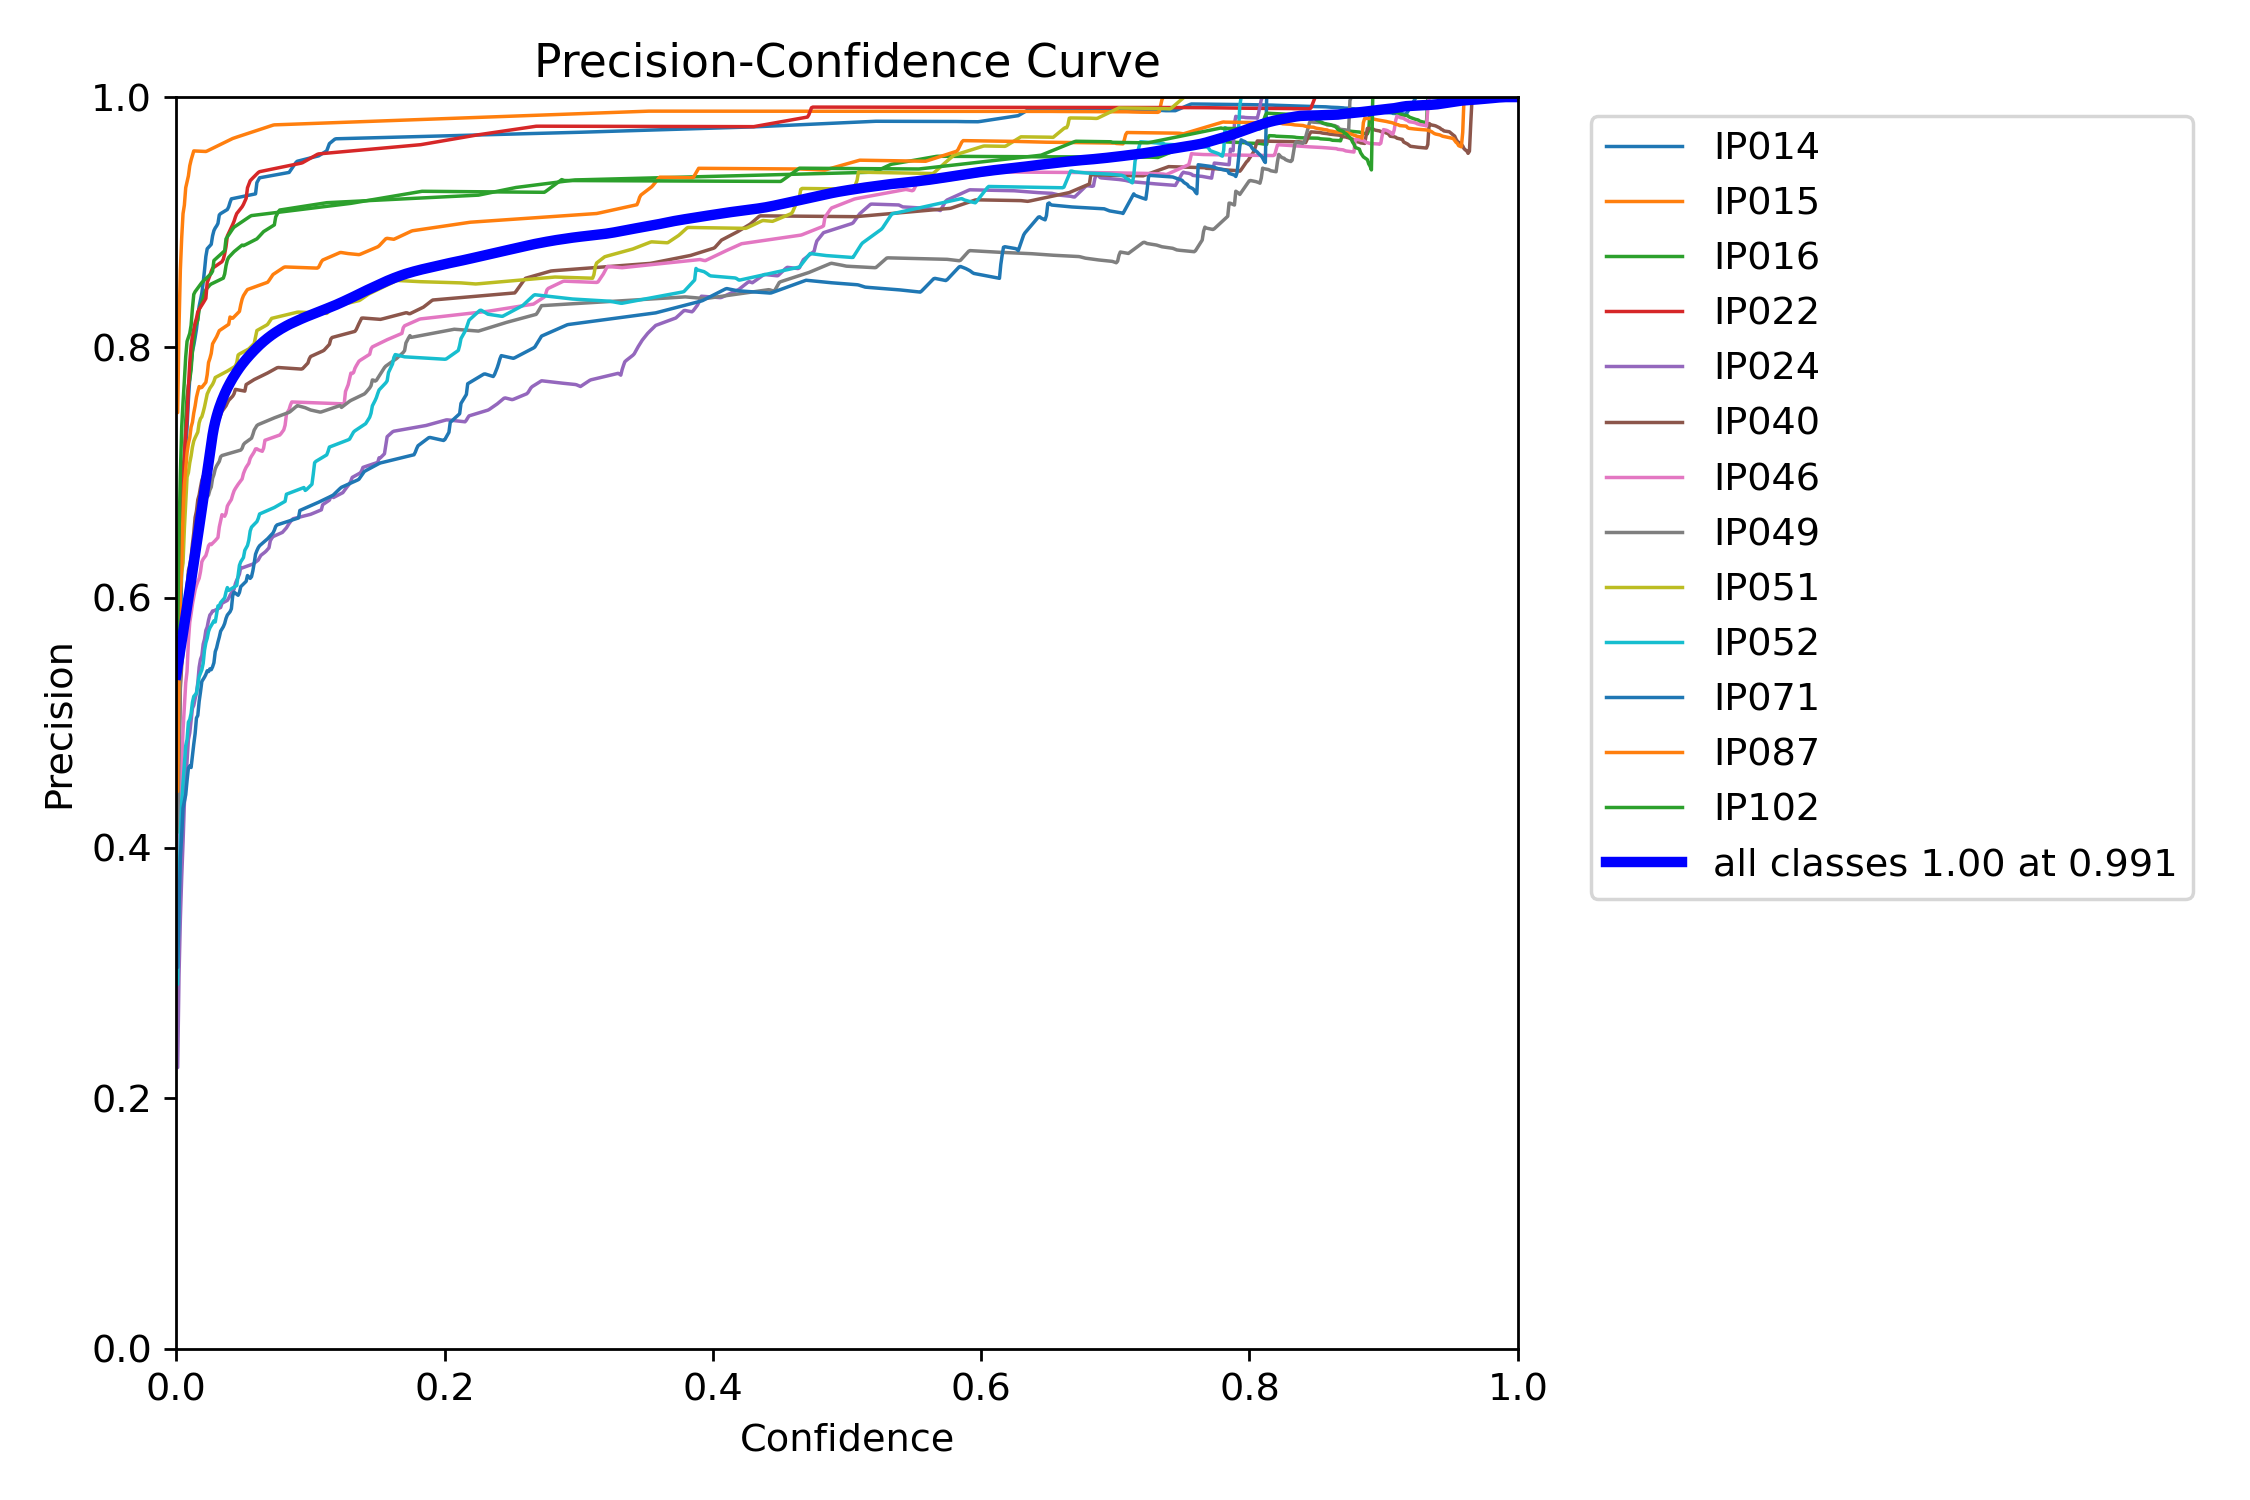 Precision-Confidence Curve
1.0
0.8
0.6
0.4
0.2
0.0
Precision
0.0 0.2 0.4 0.6 0.8 1.0
Confidence
IP014
IP015
IP016
IP022
IP024
IP040
IP046
IP049
IP051
IP052
IP071
IP087
IP102
all classes 1.00 at 0.991